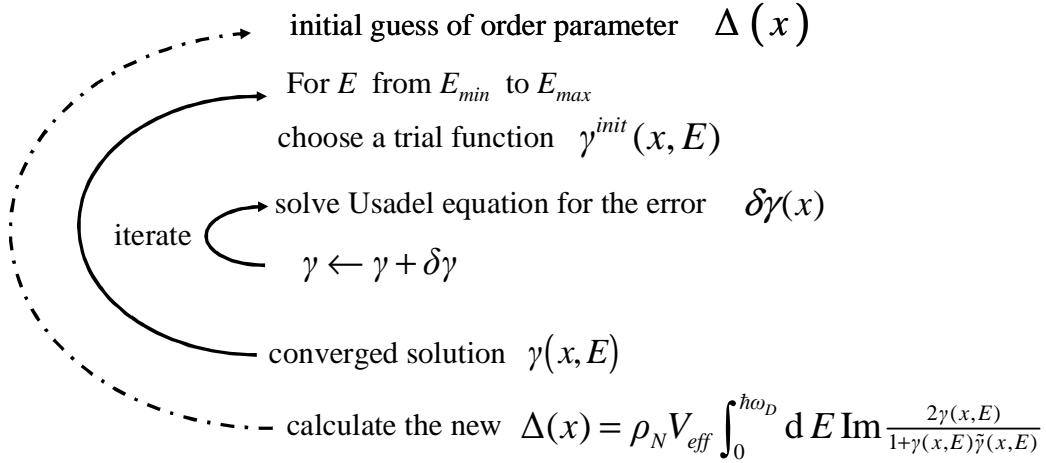 initial guess of order parameter Δ(x)
For E from E_min to E_max
choose a trial function γ^init(x, E)
solve Usadel equation for the error δγ(x)
iterate
γ ← γ + δγ
converged solution γ(x, E)
calculate the new Δ(x) = ρ_N V_eff ∫_0^{ħω_D} d E Im 2γ(x,E)/(1+γ(x,E)γ̃(x,E))